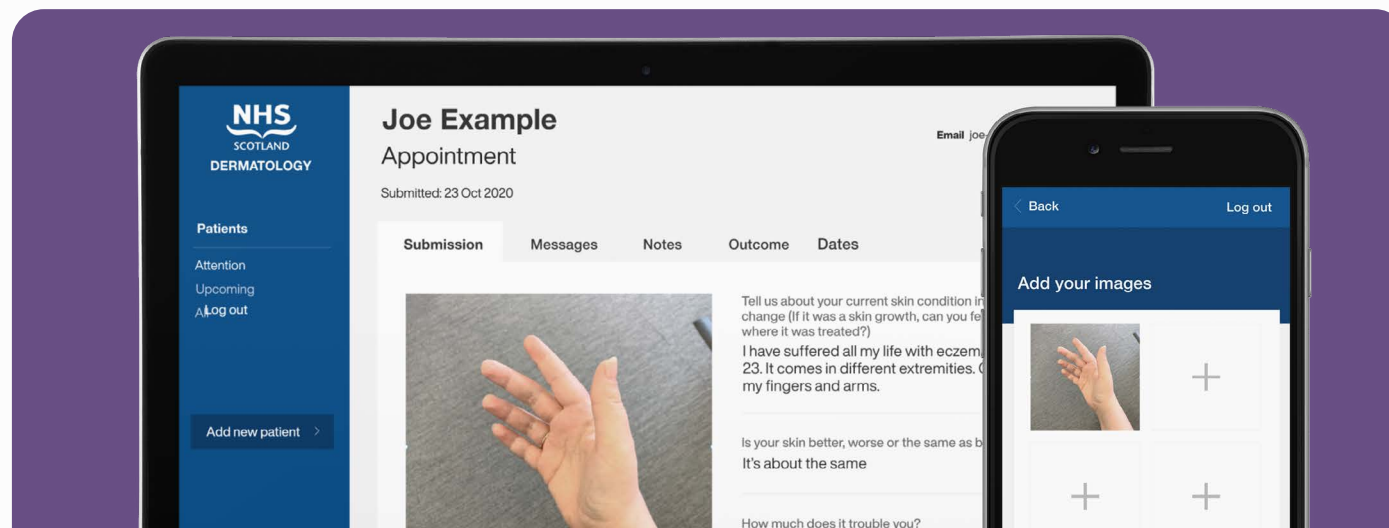 NHS
SCOTLAND
DERMATOLOGY
Patients
Attention
Upcoming
All
Log out
Add new patient
Joe Example
Appointment
Submitted: 23 Oct 2020
Email joe-
Submission Messages Notes Outcome Dates
Tell us about your current skin condition in
change (If it was a skin growth, can you fe
where it was treated?)
I have suffered all my life with eczem
23. It comes in different extremities.
my fingers and arms.
Is your skin better, worse or the same as b
It's about the same
How much does it trouble you?
Back Log out
Add your images